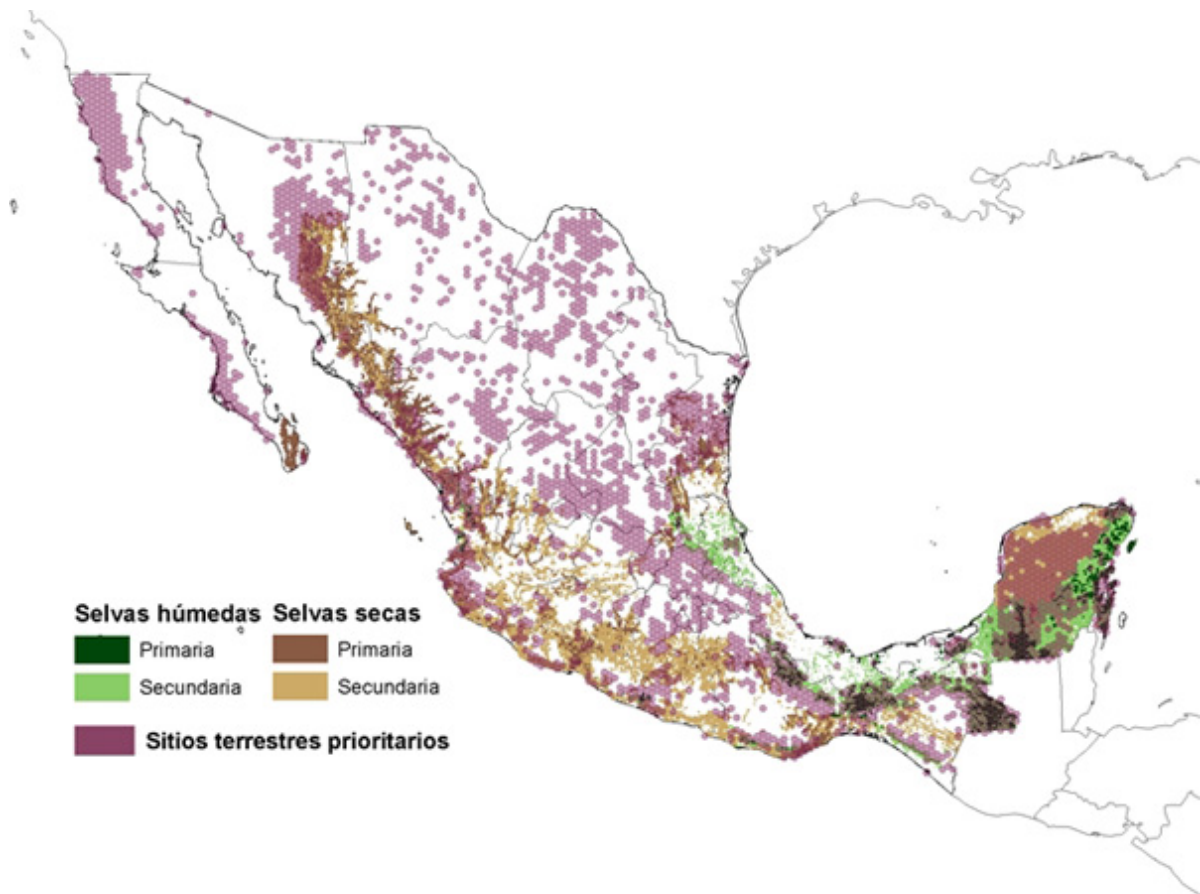 Selvas húmedas Selvas secas
Primaria Primaria
Secundaria Secundaria
Sitios terrestres prioritarios